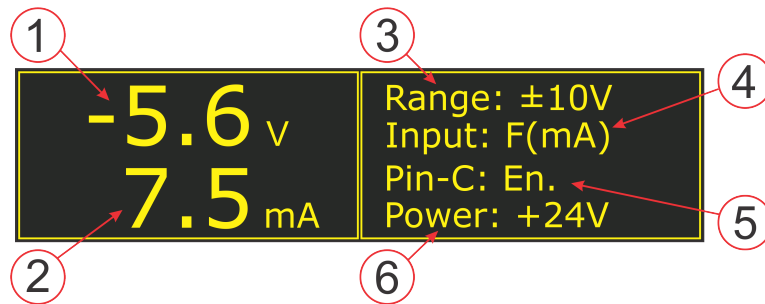 1
3
4
-5.6 V
7.5 mA
Range: ±10V
Input: F(mA)
Pin-C: En.
Power: +24V
5
2
6